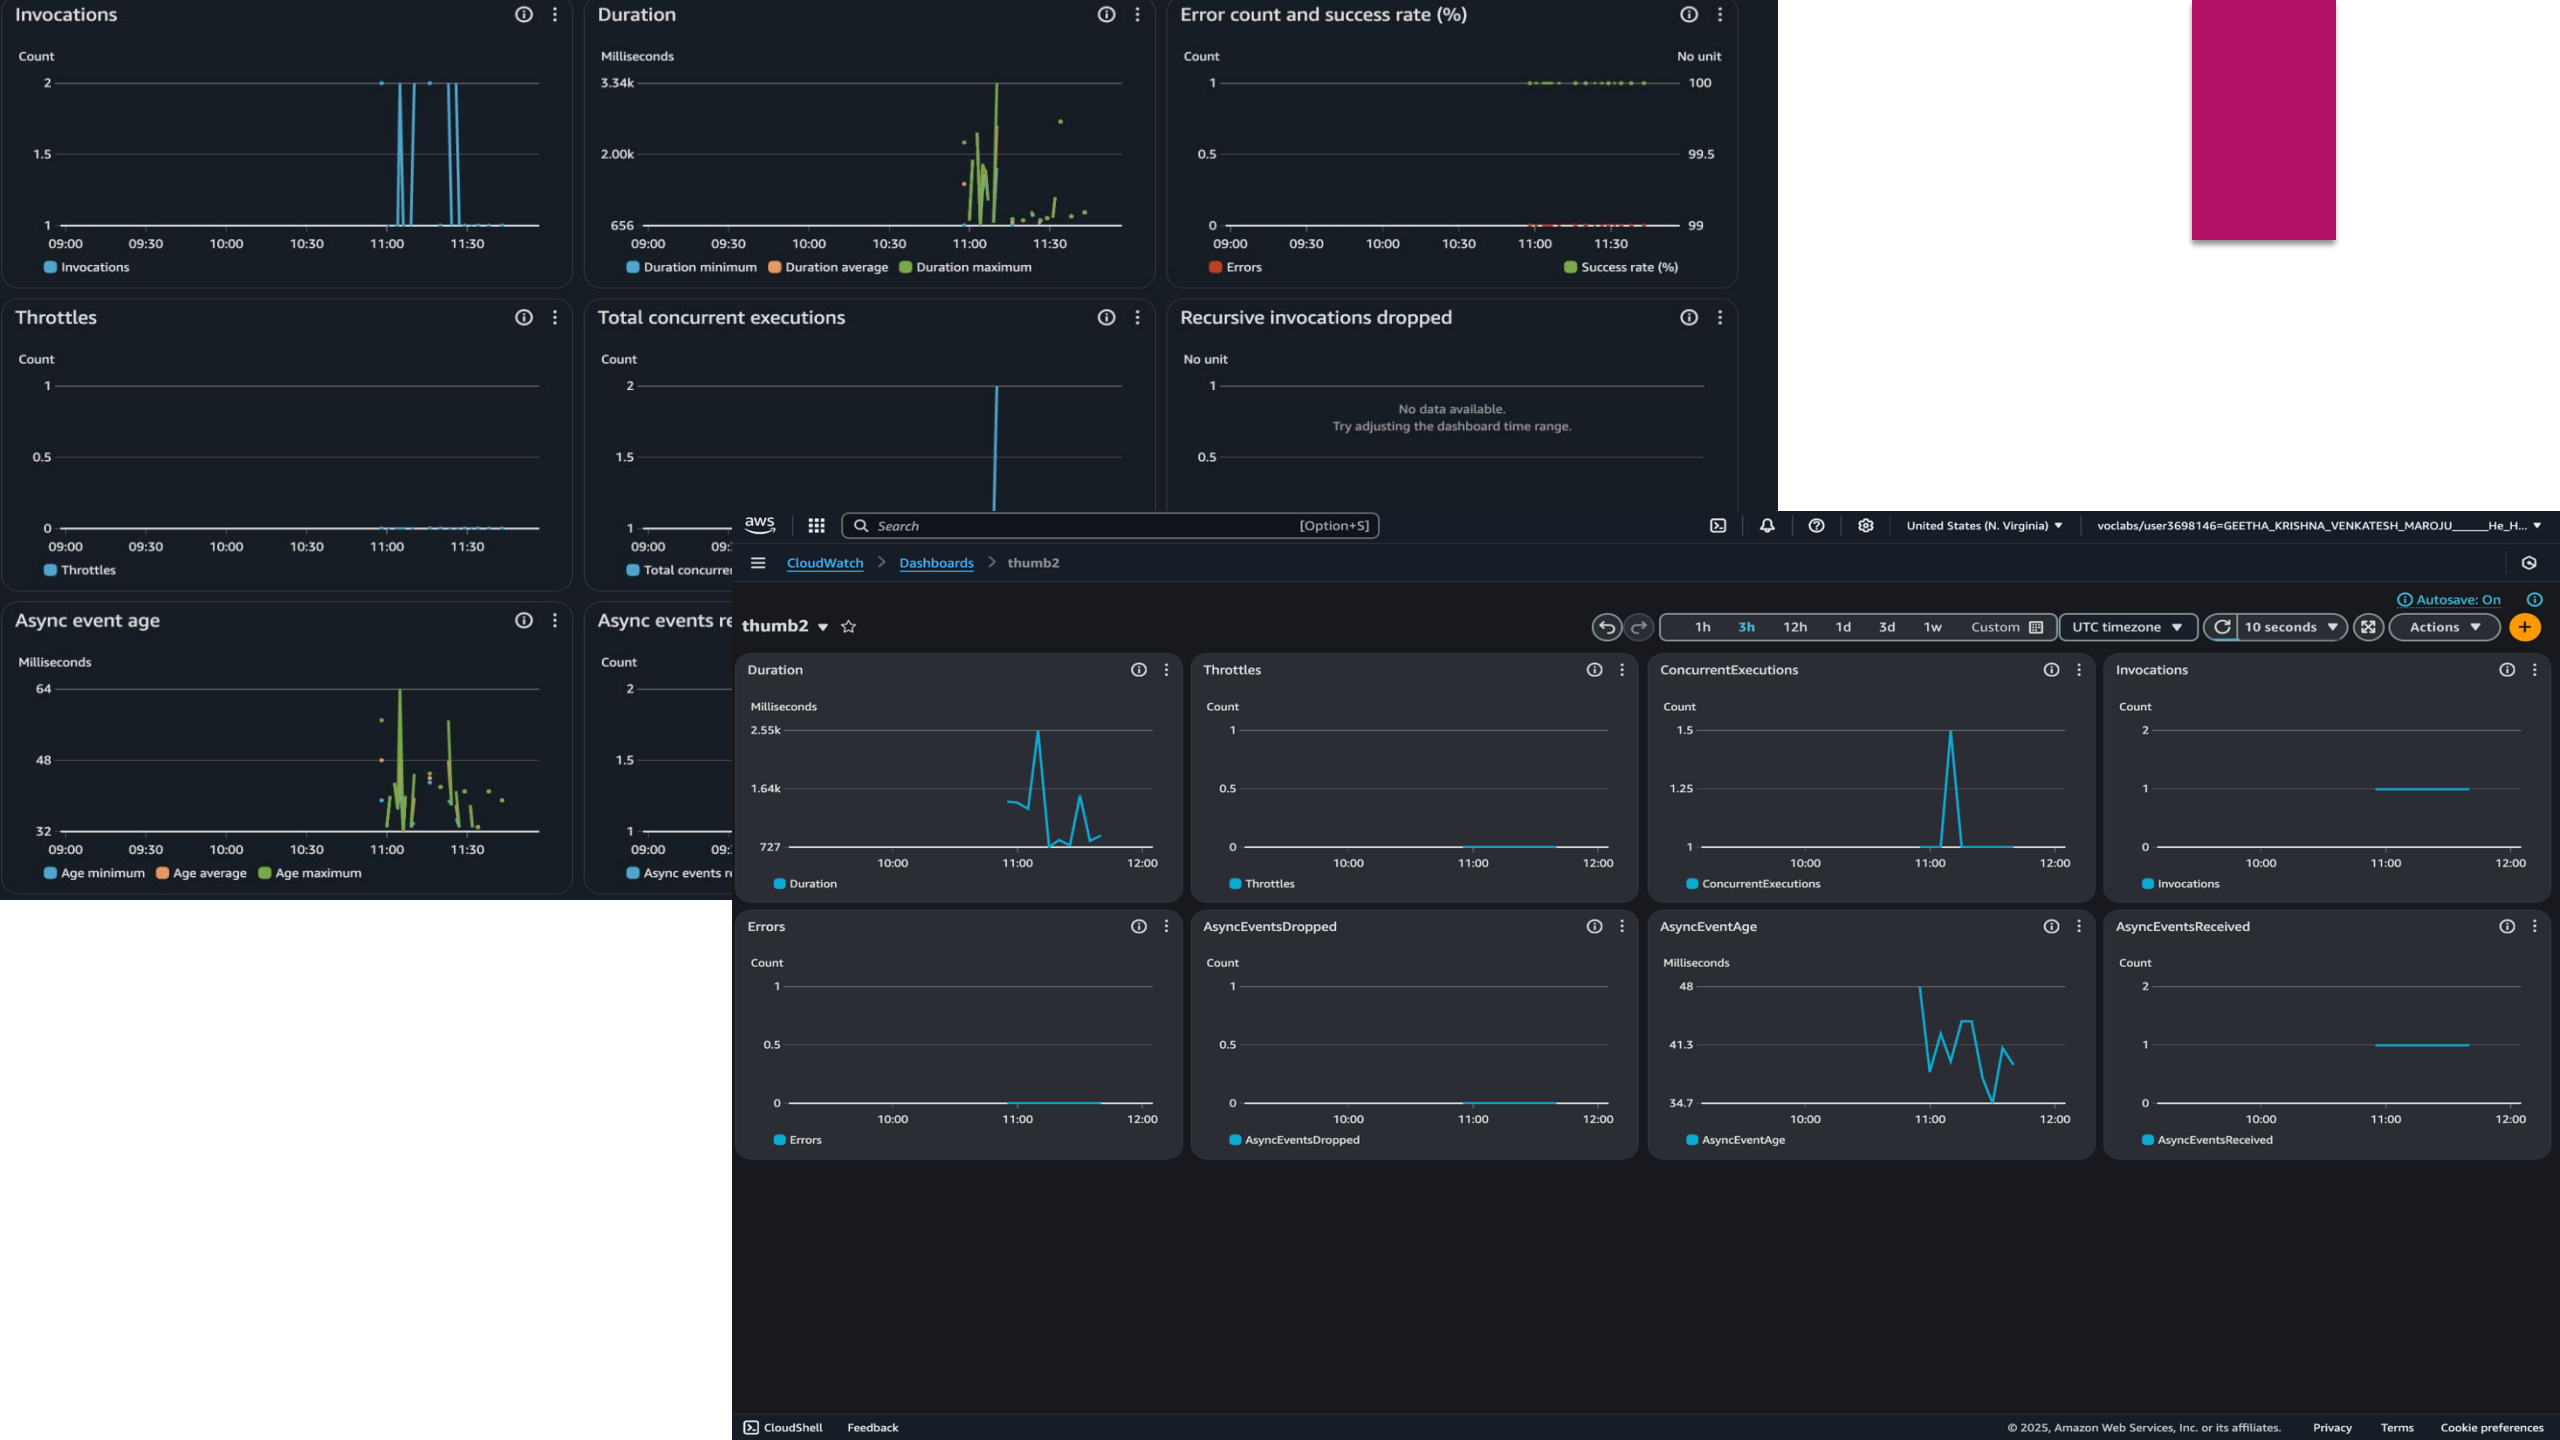 Invocations
Count
2
1.5
1
09:00 09:30 10:00 10:30 11:00 11:30
Invocations
Duration
Milliseconds
3.34k
2.00k
656
09:00 09:30 10:00 10:30 11:00 11:30
Duration minimum Duration average Duration maximum
Error count and success rate (%)
Count No unit
1 100
0.5 99.5
0 99
09:00 09:30 10:00 10:30 11:00 11:30
Errors Success rate (%)
Throttles
Count
1
0.5
0
09:00 09:30 10:00 10:30 11:00 11:30
Throttles
Total concurrent executions
Count
2
1.5
1
09:00 09:
Total concurre
Recursive invocations dropped
No unit
1
No data available.
Try adjusting the dashboard time range.
0.5
Async event age
Milliseconds
64
48
32
09:00 09:30 10:00 10:30 11:00 11:30
Age minimum Age average Age maximum
Async events re
Count
2
1.5
1
09:00 09:
Async events r
aws Search [Option+S] United States (N. Virginia) voclabs/user3698146=GEETHA_KRISHNA_VENKATESH_MAROJU_____He_H...
CloudWatch > Dashboards > thumb2
Autosave: On
thumb2 1h 3h 12h 1d 3d 1w Custom UTC timezone 10 seconds Actions +
Duration
Milliseconds
2.55k
1.64k
727
10:00 11:00 12:00
Duration
Throttles
Count
1
0.5
0
10:00 11:00 12:00
Throttles
ConcurrentExecutions
Count
1.5
1.25
1
10:00 11:00 12:00
ConcurrentExecutions
Invocations
Count
2
1
0
10:00 11:00 12:00
Invocations
Errors
Count
1
0.5
0
10:00 11:00 12:00
Errors
AsyncEventsDropped
Count
1
0.5
0
10:00 11:00 12:00
AsyncEventsDropped
AsyncEventAge
Milliseconds
48
41.3
34.7
10:00 11:00 12:00
AsyncEventAge
AsyncEventsReceived
Count
2
1
0
10:00 11:00 12:00
AsyncEventsReceived
CloudShell Feedback © 2025, Amazon Web Services, Inc. or its affiliates. Privacy Terms Cookie preferences